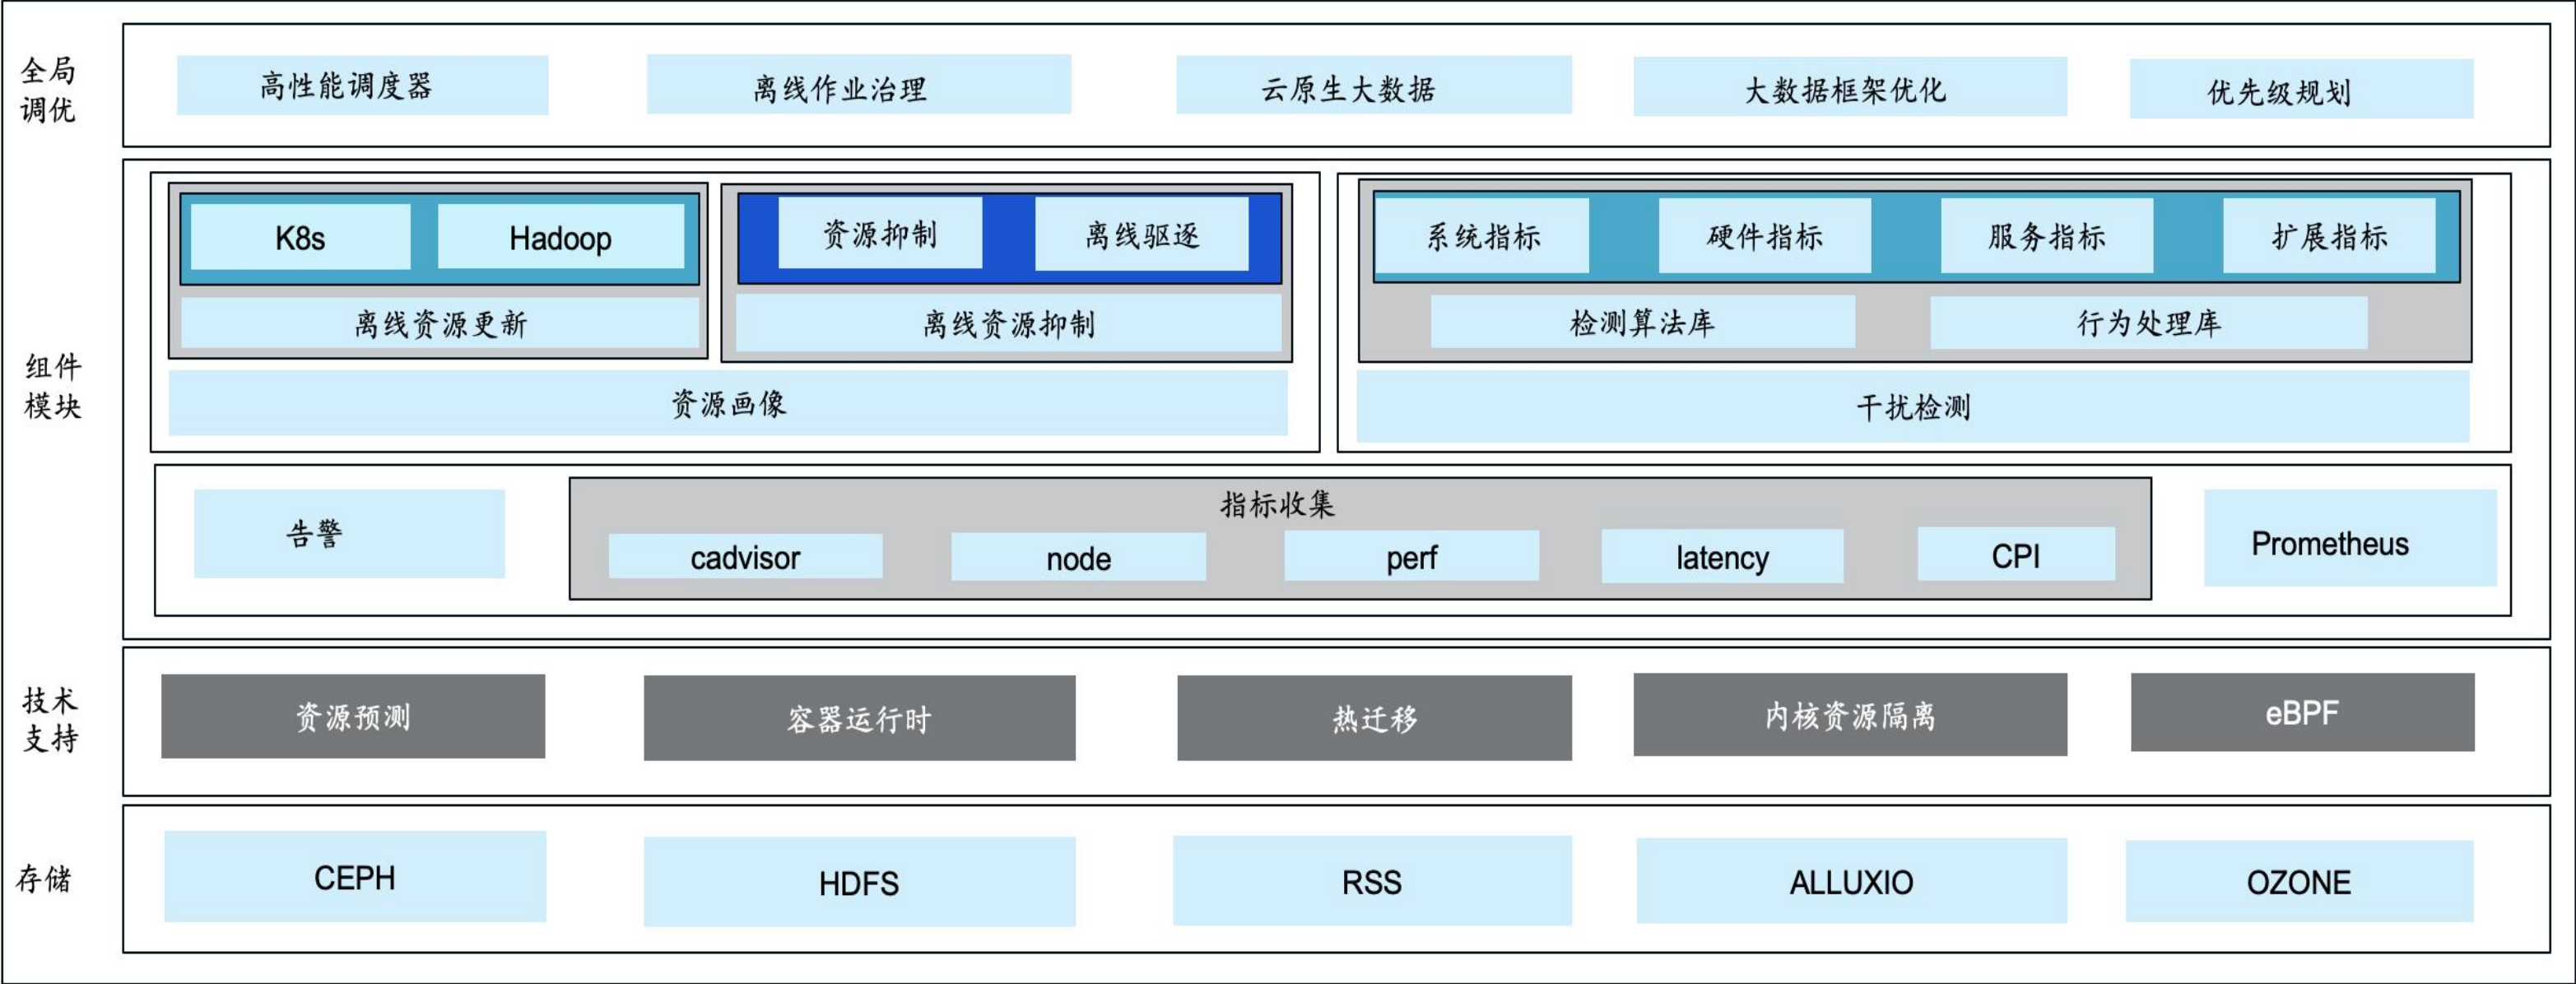 全局
调优
高性能调度器
离线作业治理
云原生大数据
大数据框架优化
优先级规划
组件
模块
K8s
Hadoop
离线资源更新
资源抑制
离线驱逐
离线资源抑制
资源画像
系统指标
硬件指标
服务指标
扩展指标
检测算法库
行为处理库
干扰检测
告警
指标收集
cadvisor
node
perf
latency
CPI
Prometheus
技术
支持
资源预测
容器运行时
热迁移
内核资源隔离
eBPF
存储
CEPH
HDFS
RSS
ALLUXIO
OZONE